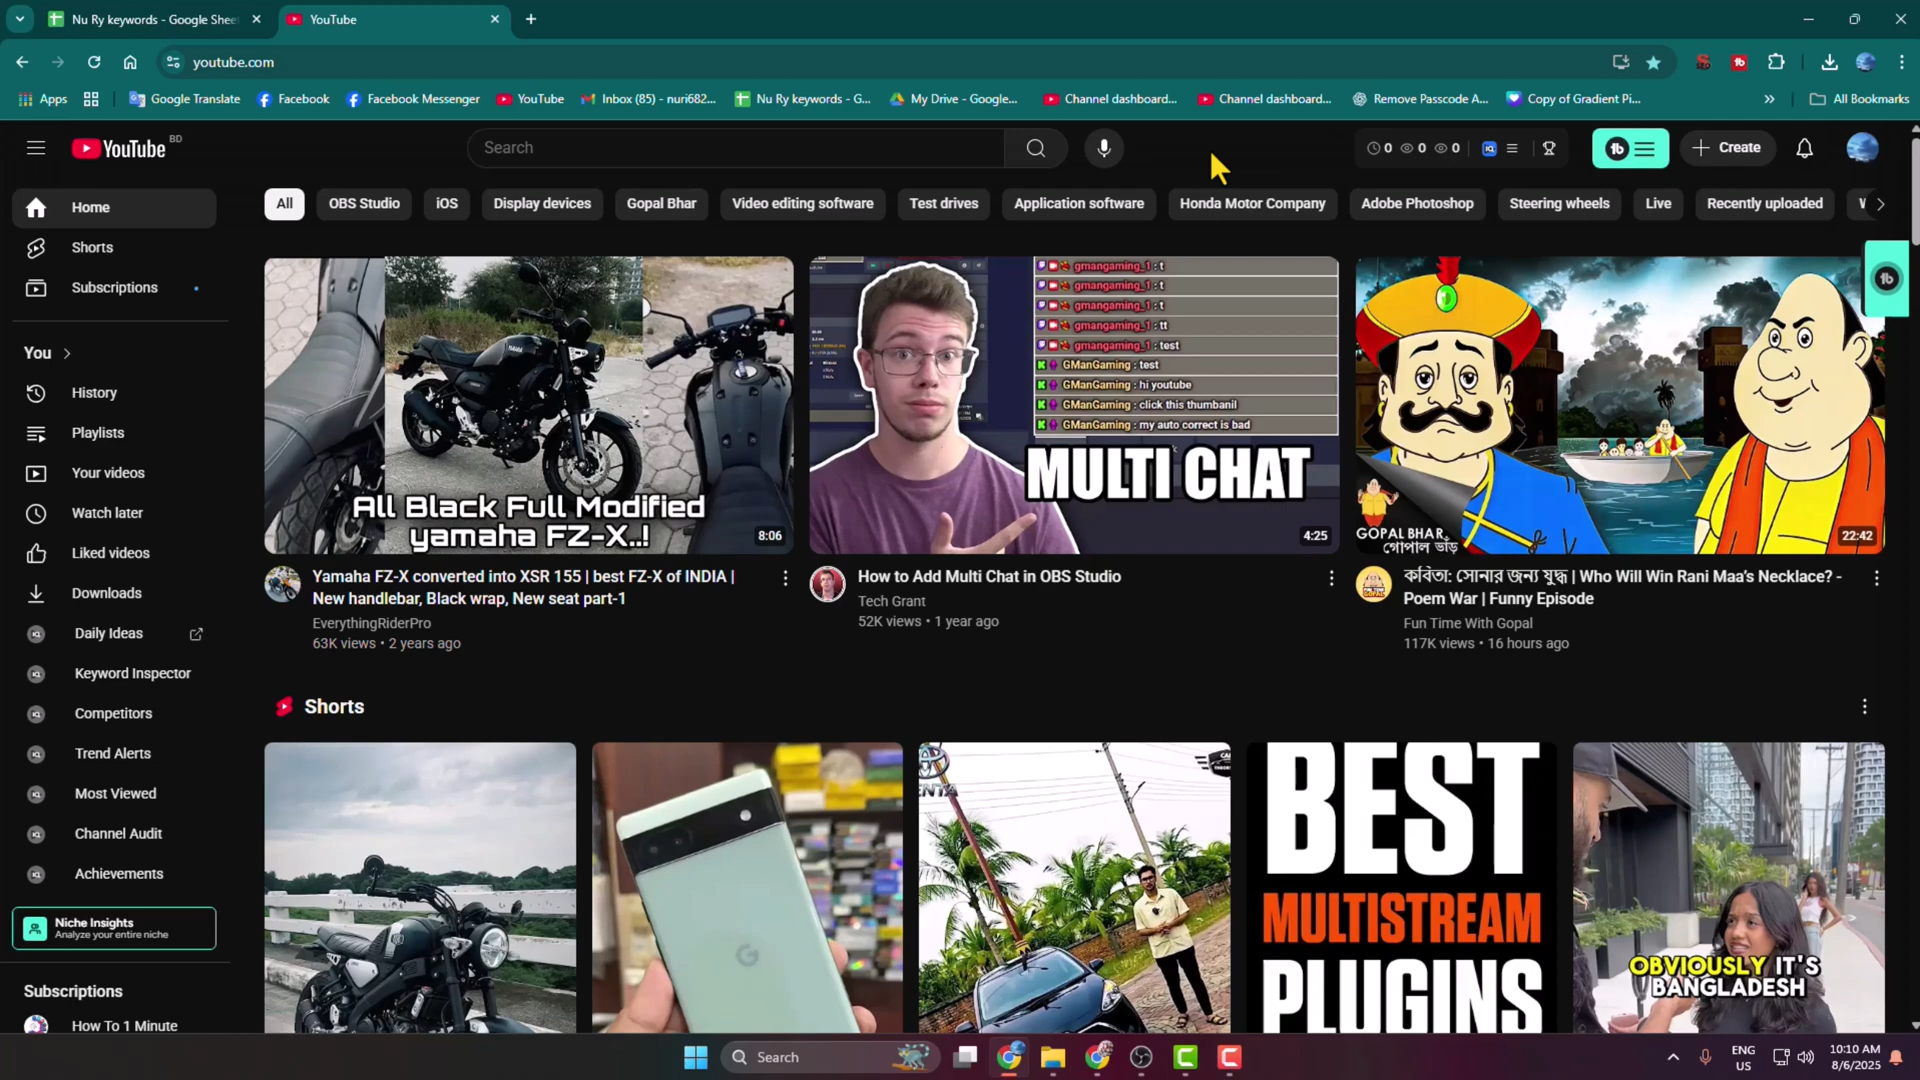 Nu Ry keywords - Google Shee
YouTube
youtube.com
Apps
Google Translate
Facebook
Facebook Messenger
YouTube
Inbox (85) - nuri682...
Nu Ry keywords - G...
My Drive - Google...
Channel dashboard...
Channel dashboard...
Remove Passcode A...
Copy of Gradient Pi...
All Bookmarks
YouTube BD
Search
0 0 0
Create
Home
Shorts
Subscriptions
You
History
Playlists
Your videos
Watch later
Liked videos
Downloads
Daily Ideas
Keyword Inspector
Competitors
Trend Alerts
Most Viewed
Channel Audit
Achievements
Niche Insights
Analyze your entire niche
Subscriptions
How To 1 Minute
All
OBS Studio
iOS
Display devices
Gopal Bhar
Video editing software
Test drives
Application software
Honda Motor Company
Adobe Photoshop
Steering wheels
Live
Recently uploaded
YAMAHA
All Black Full Modified
yamaha FZ-X..!
8:06
Yamaha FZ-X converted into XSR 155 | best FZ-X of INDIA |
New handlebar, Black wrap, New seat part-1
EverythingRiderPro
63K views • 2 years ago
gmangaming_1 : t
gmangaming_1 : t
gmangaming_1 : t
gmangaming_1 : tt
gmangaming_1 : test
GManGaming : test
GManGaming : hi youtube
GManGaming : click this thumbanil
GManGaming : my auto correct is bad
MULTI CHAT
4:25
How to Add Multi Chat in OBS Studio
Tech Grant
52K views • 1 year ago
GOPAL BHAR
গোপাল ভাঁড়
22:42
কবিতা: সোনার জন্য যুদ্ধ | Who Will Win Rani Maa's Necklace? -
Poem War | Funny Episode
Fun Time With Gopal
117K views • 16 hours ago
Shorts
BEST
MULTISTREAM
PLUGINS
OBVIOUSLY IT'S
BANGLADESH
Search
ENG
US
10:10 AM
8/6/2025